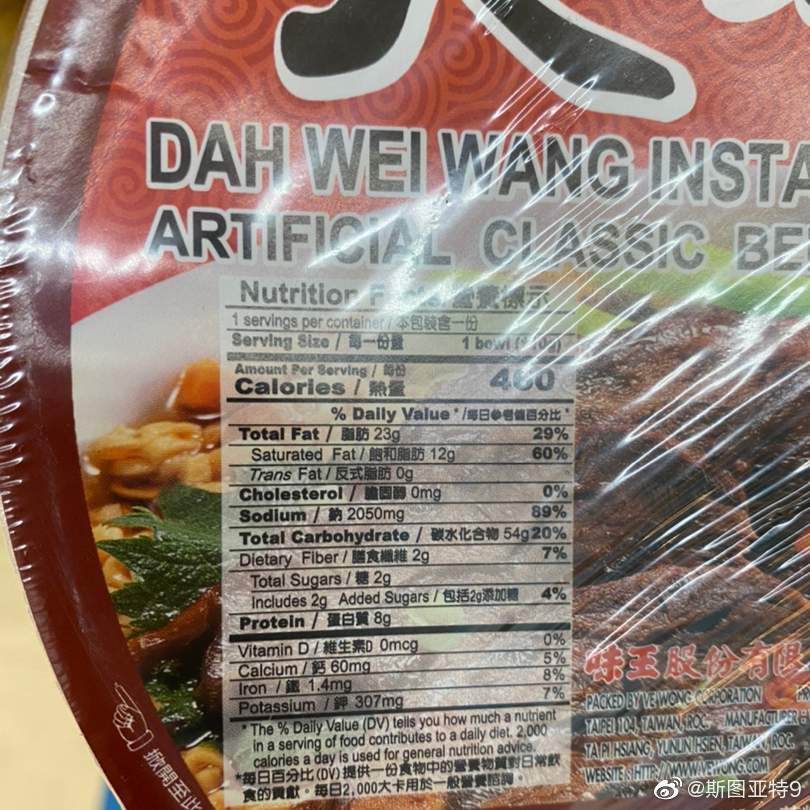 DAH WEI WANG INSTA
ARTIFICIAL CLASSIC BE
Nutrition Facts/營養標示
1 servings per container/本包裝含一份
Serving Size / 每一份量 1 bowl
Amount Per Serving / 每份
Calories / 熱量
% Daily Value*/每日參考值百分比*
Total Fat / 脂肪 23g 29%
Saturated Fat/飽和脂肪 12g 60%
Trans Fat/反式脂肪 0g
Cholesterol / 膽固醇 0mg 0%
Sodium / 鈉 2050mg 89%
Total Carbohydrate / 碳水化合物 54g 20%
Dietary Fiber / 膳食纖維 2g 7%
Total Sugars / 糖 2g
Includes 2g Added Sugars / 包括2g添加糖 4%
Protein / 蛋白質 8g
Vitamin D / 維生素D 0mcg 0%
Calcium / 鈣 60mg 5%
Iron / 鐵 1.4mg 8%
Potassium / 鉀 307mg 7%
*The % Daily Value (DV) tells you how much a nutrient
in a serving of food contributes to a daily diet. 2,000
calories a day is used for general nutrition advice.
*每日百分比(DV)提供一份食物中的營養物質對日常飲
食的貢獻。每日2,000大卡用於一般營養諮詢。
味王股份有限
PACKED BY VE WONG CORPORATION
TAIPEI 104, TAIWAN, ROC. MANUFACTURER
TA PI HSIANG, YUNLIN HSIEN, TAIWAN, ROC.
WEBSITE : HTTP://WWW.VEWONG.COM
掀開至此
@斯图亚特9